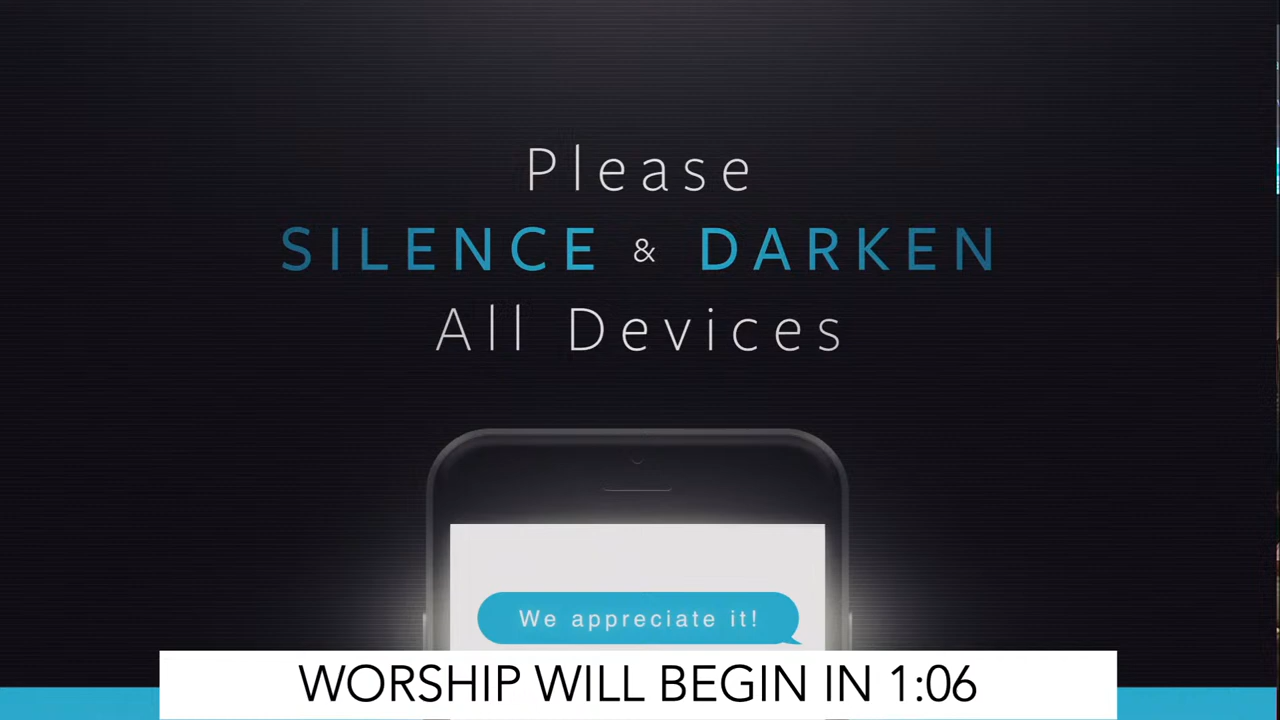 Please
SILENCE & DARKEN
All Devices
We appreciate it!
WORSHIP WILL BEGIN IN 1:06